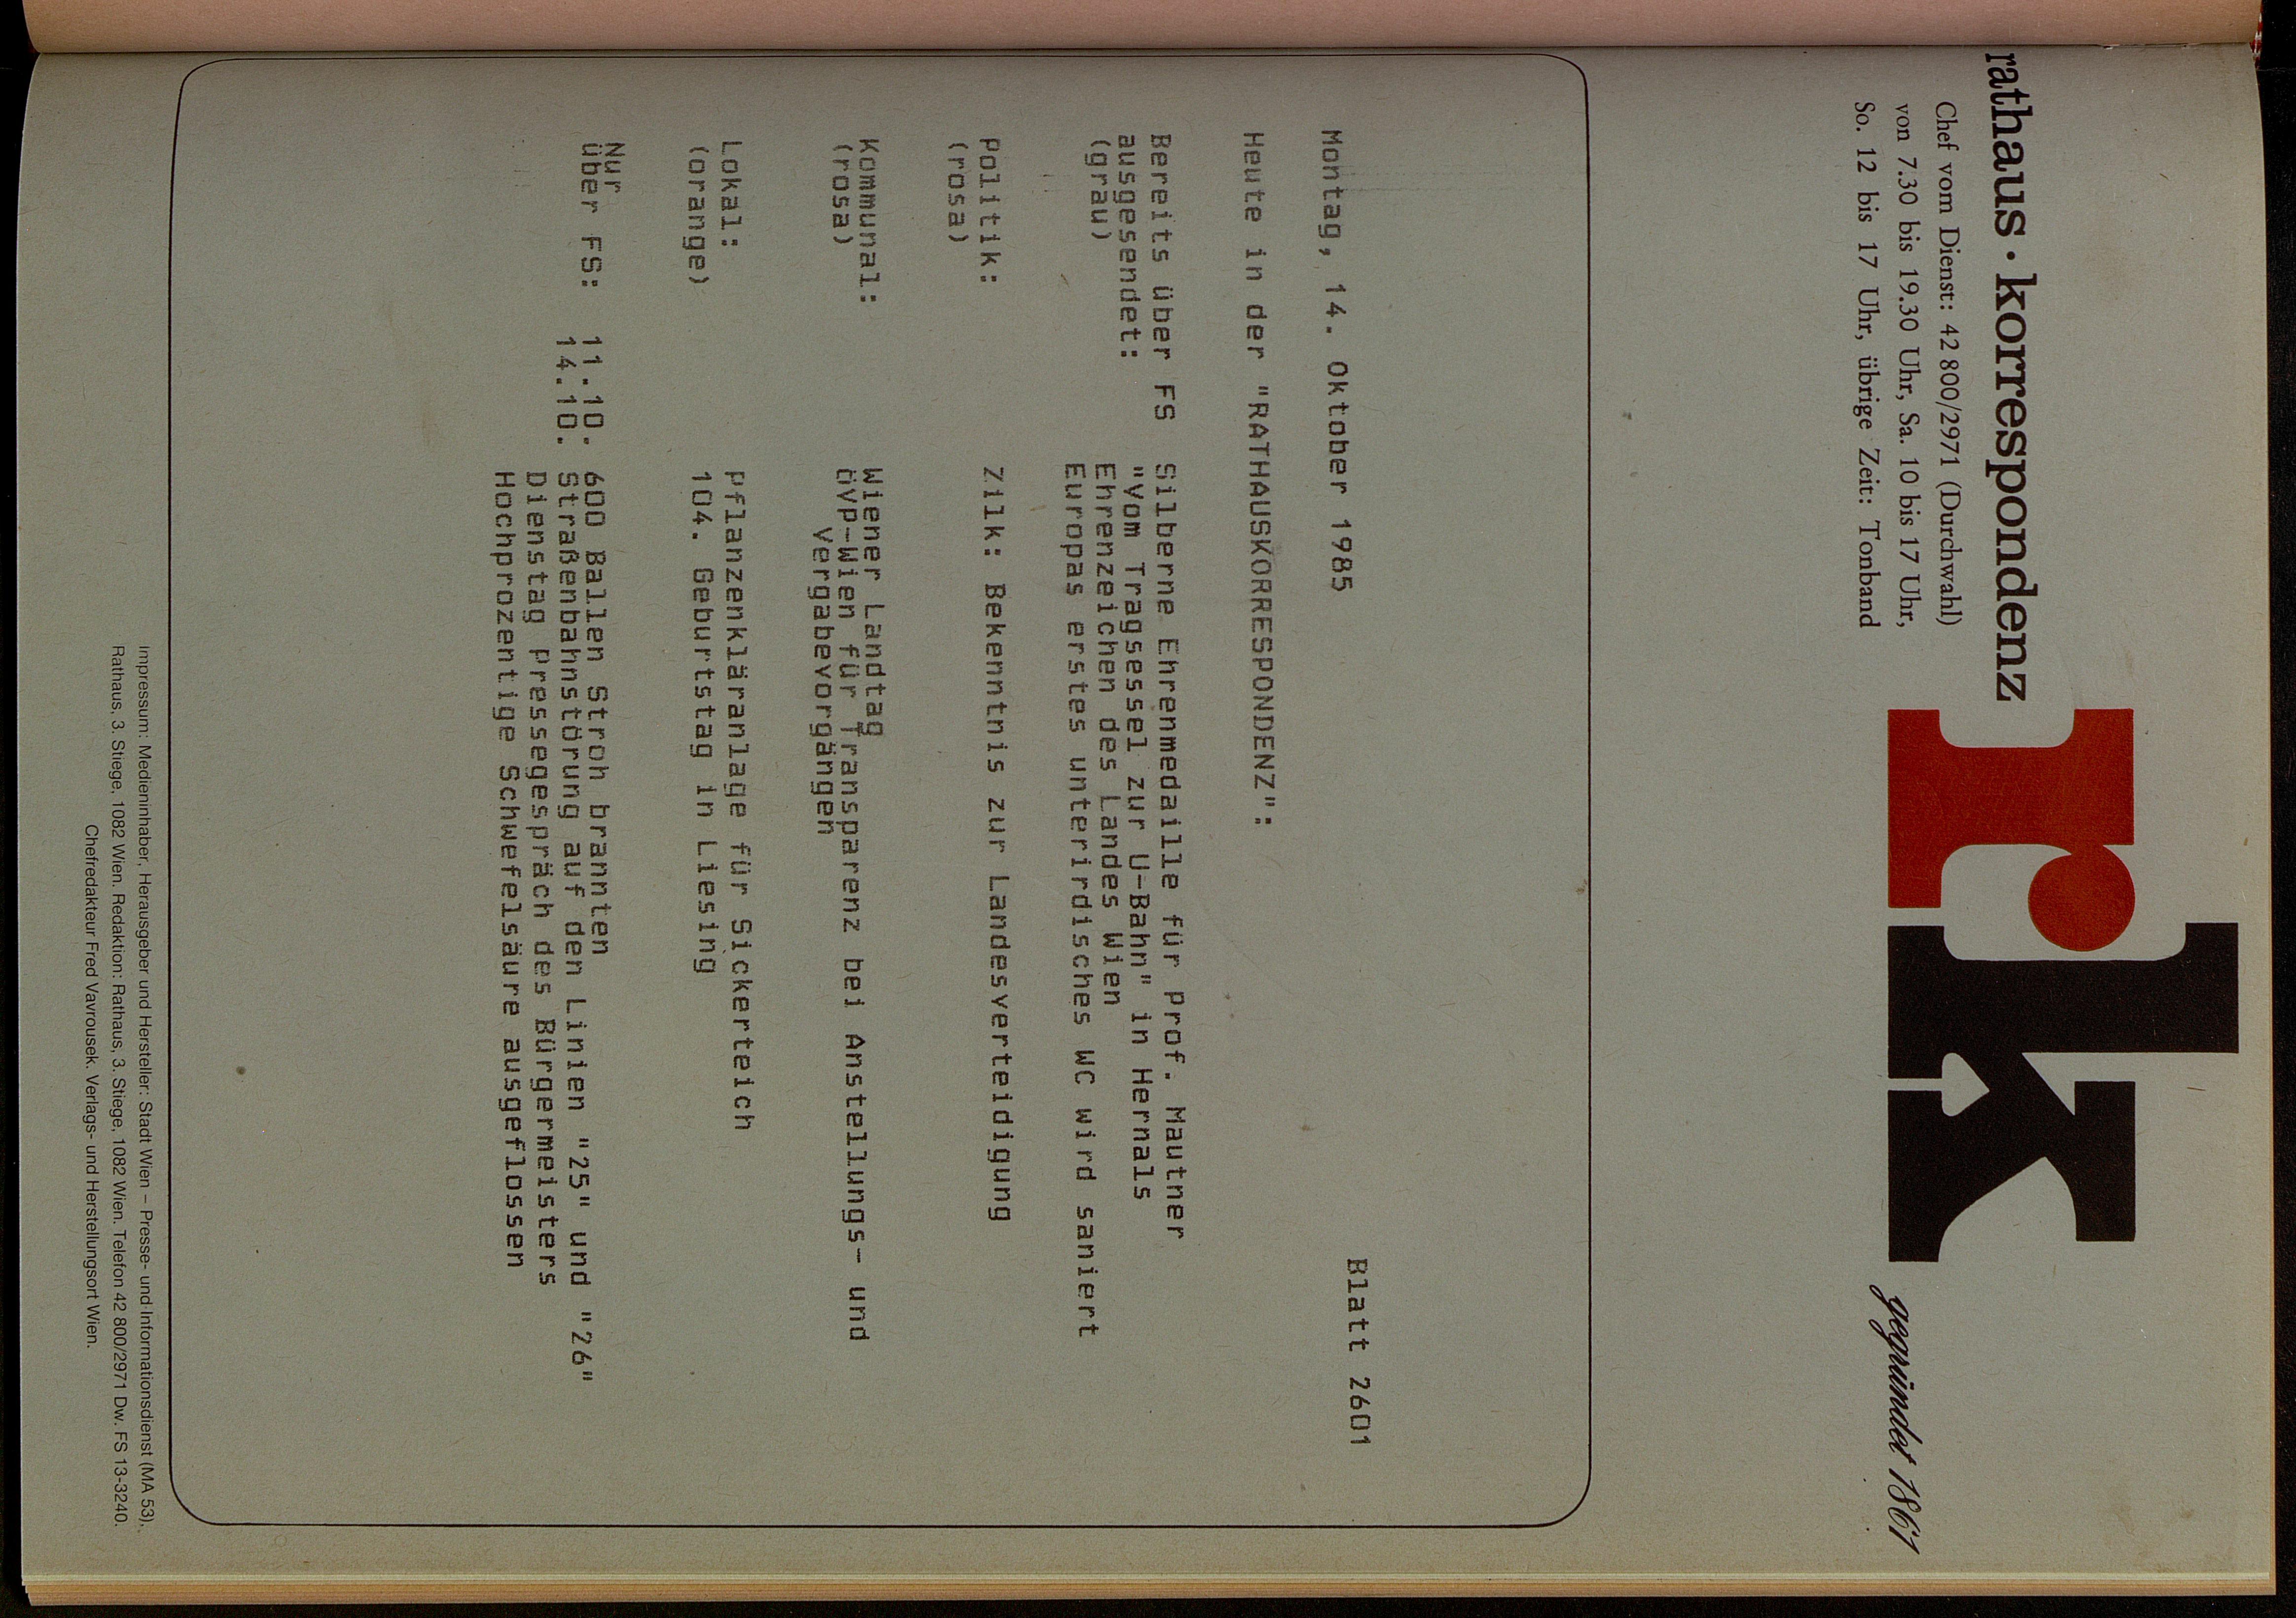 rathaus · korrespondenz
rk
gegründet 1861
Chef vom Dienst: 42 800/2971 (Durchwahl)
von 7.30 bis 19.30 Uhr, Sa. 10 bis 17 Uhr,
So. 12 bis 17 Uhr, übrige Zeit: Tonband
Montag, 14. Oktober 1985 Blatt 2601
Heute in der "RATHAUSKORRESPONDENZ":
Bereits über FS Silberne Ehrenmedaille für Prof. Mautner
ausgesendet: "Vom Tragsessel zur U-Bahn" in Hernals
(grau) Ehrenzeichen des Landes Wien
Europas erstes unterirdisches WC wird saniert
Politik: Zilk: Bekenntnis zur Landesverteidigung
(rosa)
Kommunal: Wiener Landtag
(rosa) ÖVP-Wien für Transparenz bei Anstellungs- und
Vergabevorgängen
Lokal: Pflanzenkläranlage für Sickerteich
(orange) 104. Geburtstag in Liesing
Nur
über FS: 11.10. 600 Ballen Stroh brannten
14.10. Straßenbahnstörung auf den Linien "25" und "26"
Dienstag Pressegespräch des Bürgermeisters
Hochprozentige Schwefelsäure ausgeflossen
Impressum: Medieninhaber, Herausgeber und Hersteller: Stadt Wien – Presse- und Informationsdienst (MA 53),
Rathaus, 3. Stiege, 1082 Wien. Redaktion: Rathaus, 3. Stiege, 1082 Wien. Telefon 42 800/2971 Dw. FS 13-3240.
Chefredakteur Fred Vavrousek. Verlags- und Herstellungsort Wien.